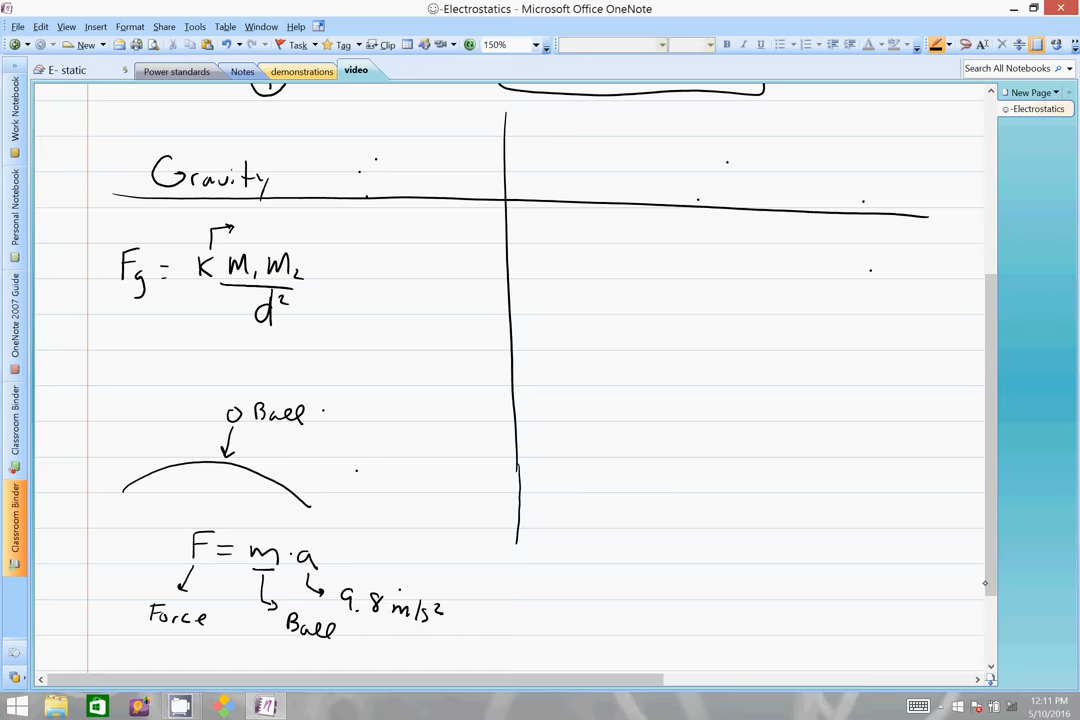 ☺-Electrostatics - Microsoft Office OneNote
File Edit View Insert Format Share Tools Table Window Help
New Task Tag Clip 150% B I U
E- static Power standards Notes demonstrations video
Search All Notebooks
New Page
☺-Electrostatics
Work Notebook
Personal Notebook
OneNote 2007 Guide
Classroom Binder
Classroom Binder
Gravity
Fg = K m₁ m₂
d²
Ball
F = m · a
9.8 m/s²
Force
Ball
12:11 PM
5/10/2016